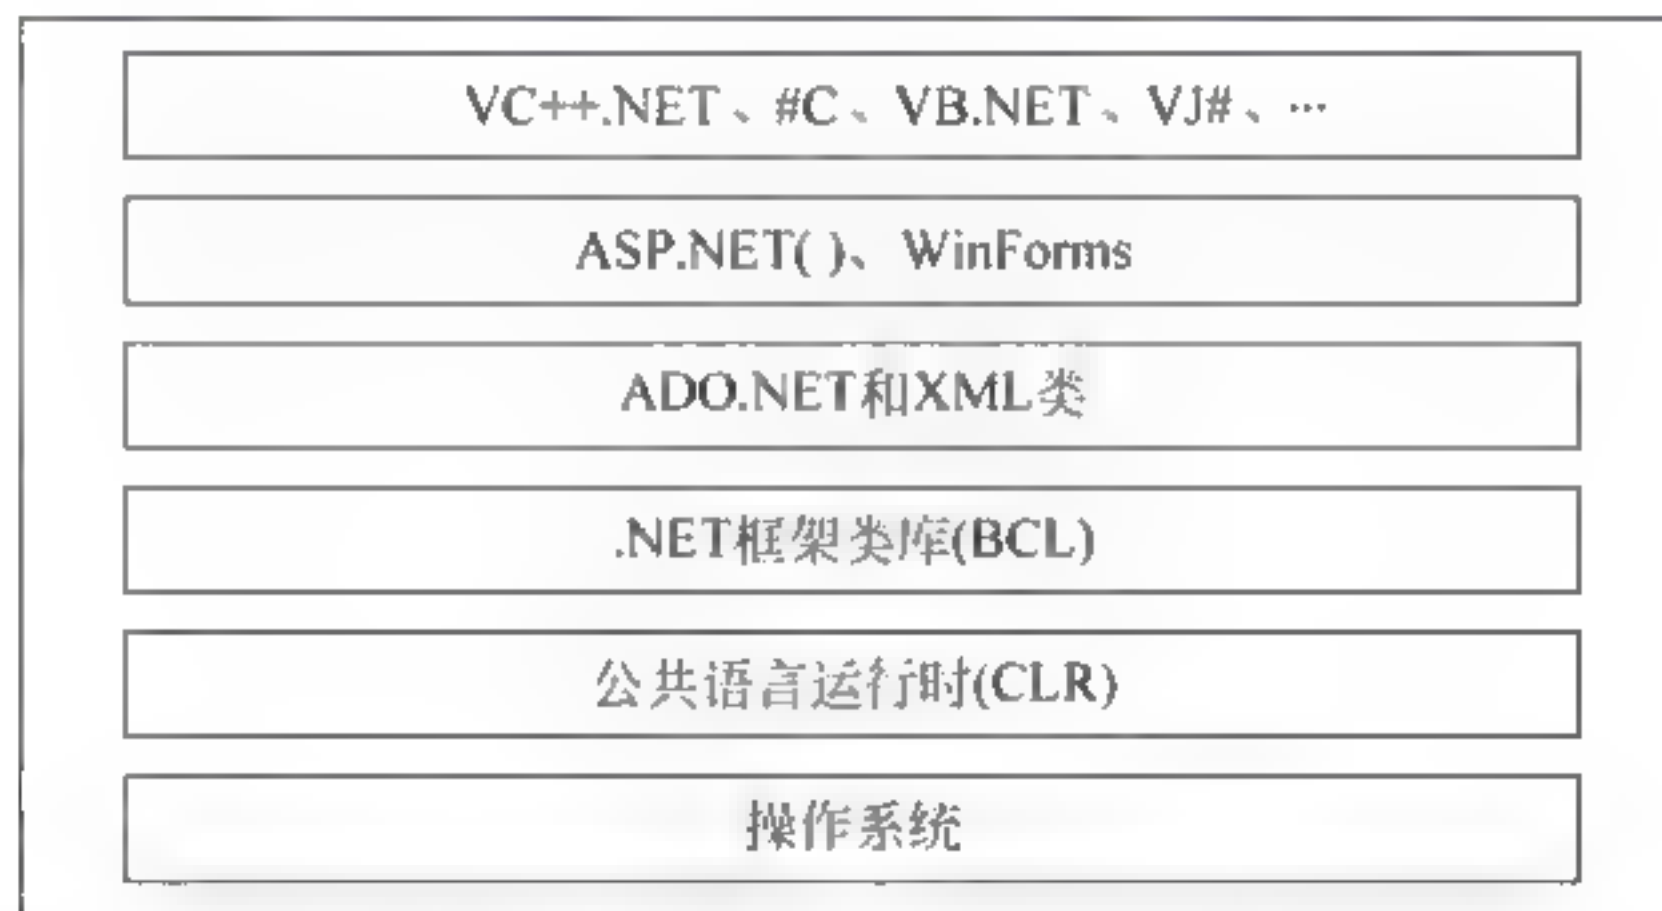 VC++.NET、#C、VB.NET、VJ#、…
ASP.NET( )、WinForms
ADO.NET和XML类
.NET框架类库(BCL)
公共语言运行时(CLR)
操作系统